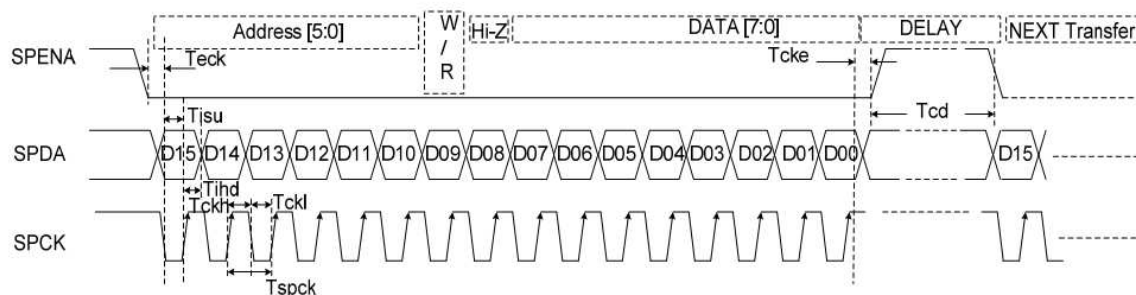 Address [5:0]
W
/
R
Hi-Z
DATA [7:0]
DELAY
NEXT Transfer
SPENA
Teck
Tcke
Tisu
Tcd
SPDA
D15
D14
D13
D12
D11
D10
D09
D08
D07
D06
D05
D04
D03
D02
D01
D00
D15
Tihd
Tckh
Tckl
SPCK
Tspck